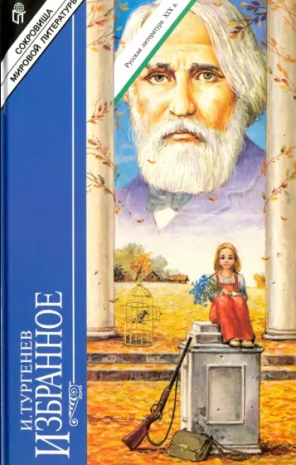 СОКРОВИЩА
МИРОВОЙ ЛИТЕРАТУРЫ
Русская литература. XIX в.
И.ТУРГЕНЕВ
ИЗБРАННОЕ